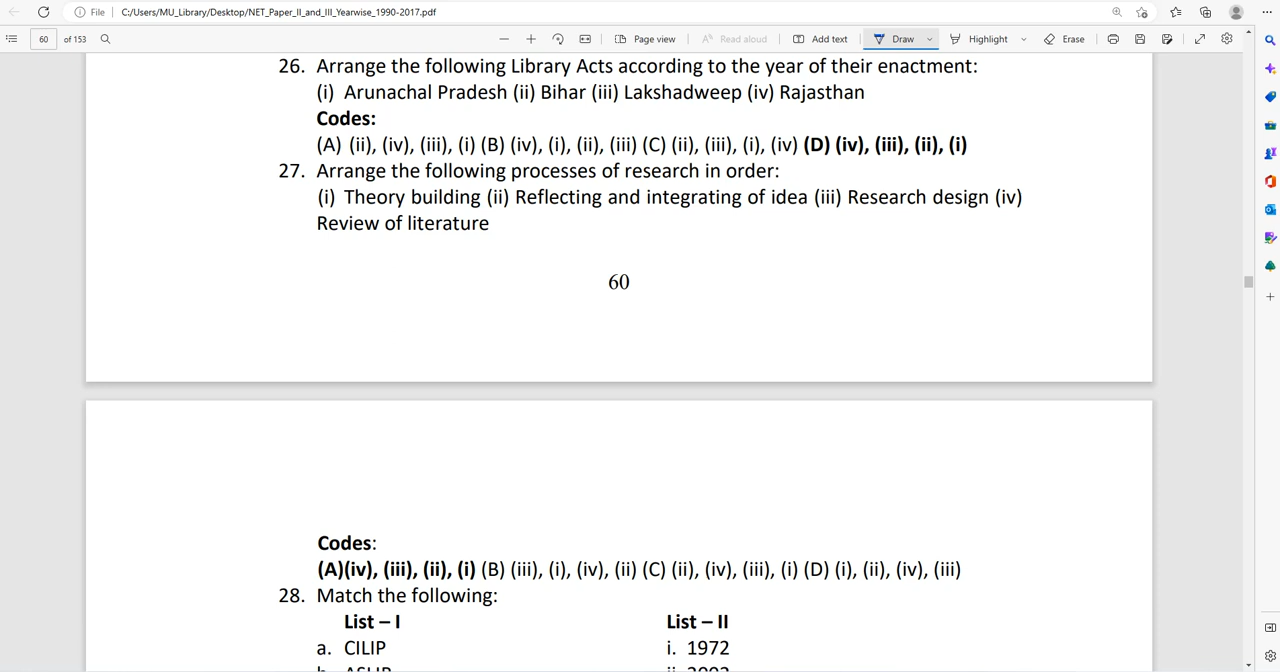 File
C:/Users/MU_Library/Desktop/NET_Paper_II_and_III_Yearwise_1990-2017.pdf
60 of 153
Page view
Read aloud
Add text
Draw
Highlight
Erase
26. Arrange the following Library Acts according to the year of their enactment:
(i) Arunachal Pradesh (ii) Bihar (iii) Lakshadweep (iv) Rajasthan
Codes:
(A) (ii), (iv), (iii), (i) (B) (iv), (i), (ii), (iii) (C) (ii), (iii), (i), (iv) (D) (iv), (iii), (ii), (i)
27. Arrange the following processes of research in order:
(i) Theory building (ii) Reflecting and integrating of idea (iii) Research design (iv)
Review of literature
60
Codes:
(A)(iv), (iii), (ii), (i) (B) (iii), (i), (iv), (ii) (C) (ii), (iv), (iii), (i) (D) (i), (ii), (iv), (iii)
28. Match the following:
List – I List – II
a. CILIP i. 1972